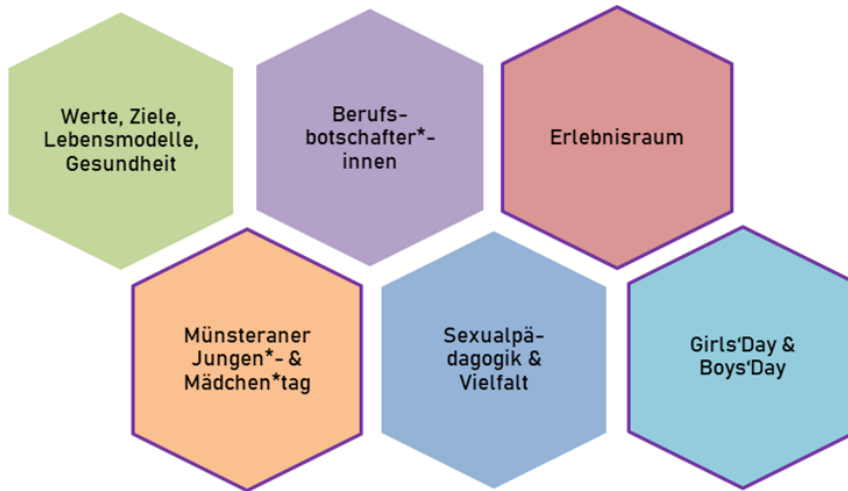 Werte, Ziele,
Lebensmodelle,
Gesundheit
Berufs-
botschafter*-
innen
Erlebnisraum
Münsteraner
Jungen*- &
Mädchen*tag
Sexualpä-
dagogik &
Vielfalt
Girls‘Day &
Boys‘Day